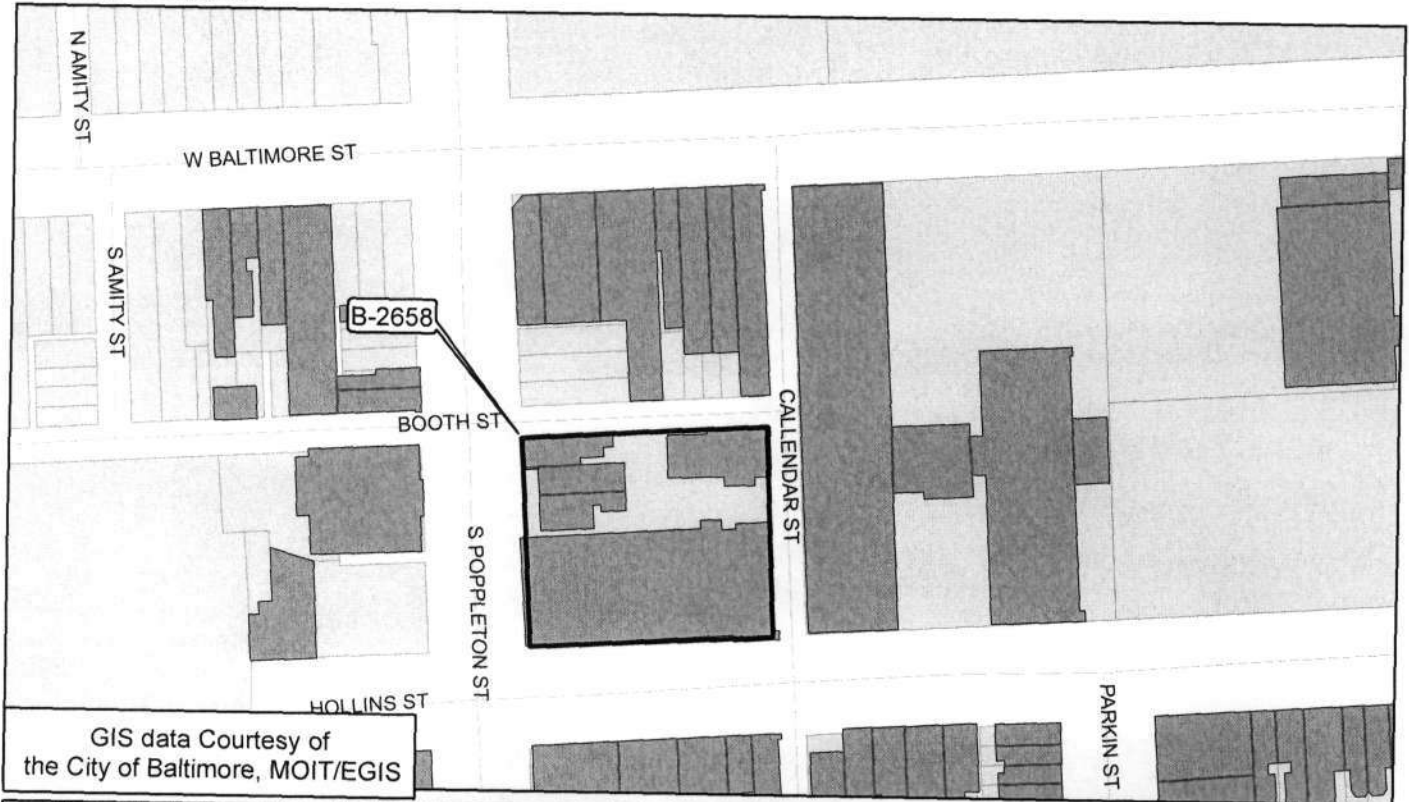 N AMITY ST
W BALTIMORE ST
S AMITY ST
B-2658
BOOTH ST
CALLENDAR ST
S POPPLETON ST
HOLLINS ST
PARKIN ST
GIS data Courtesy of
the City of Baltimore, MOIT/EGIS